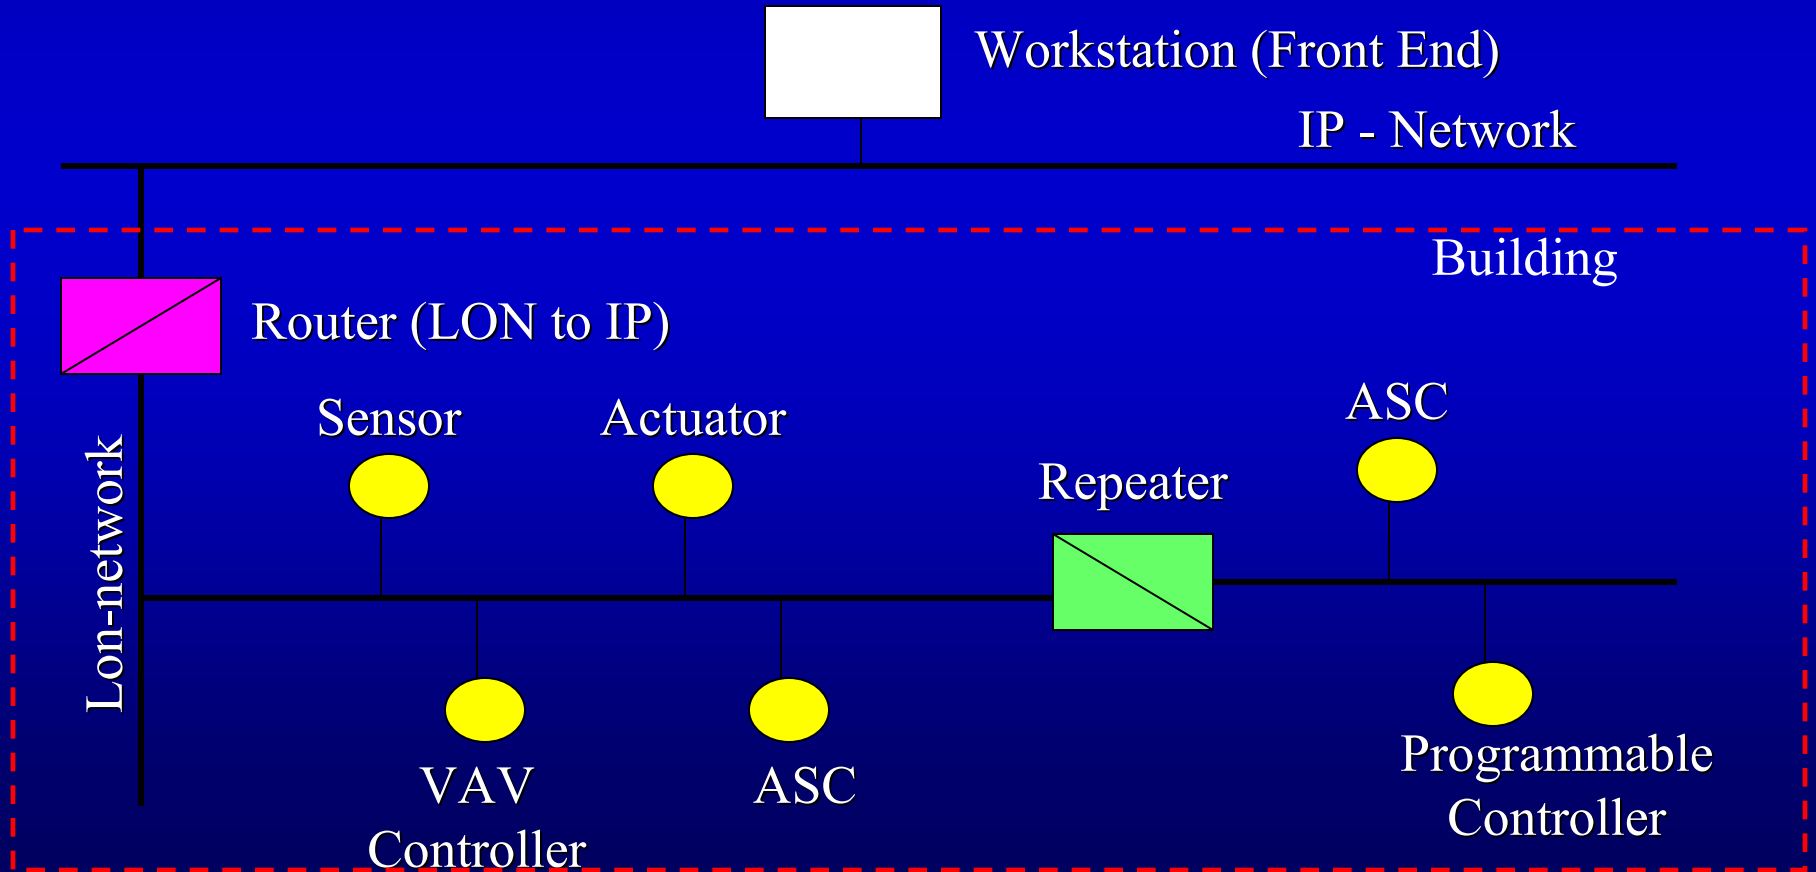 Workstation (Front End)
IP - Network
Building
Router (LON to IP)
Sensor
Actuator
ASC
Repeater
Lon-network
VAV
Controller
ASC
Programmable
Controller